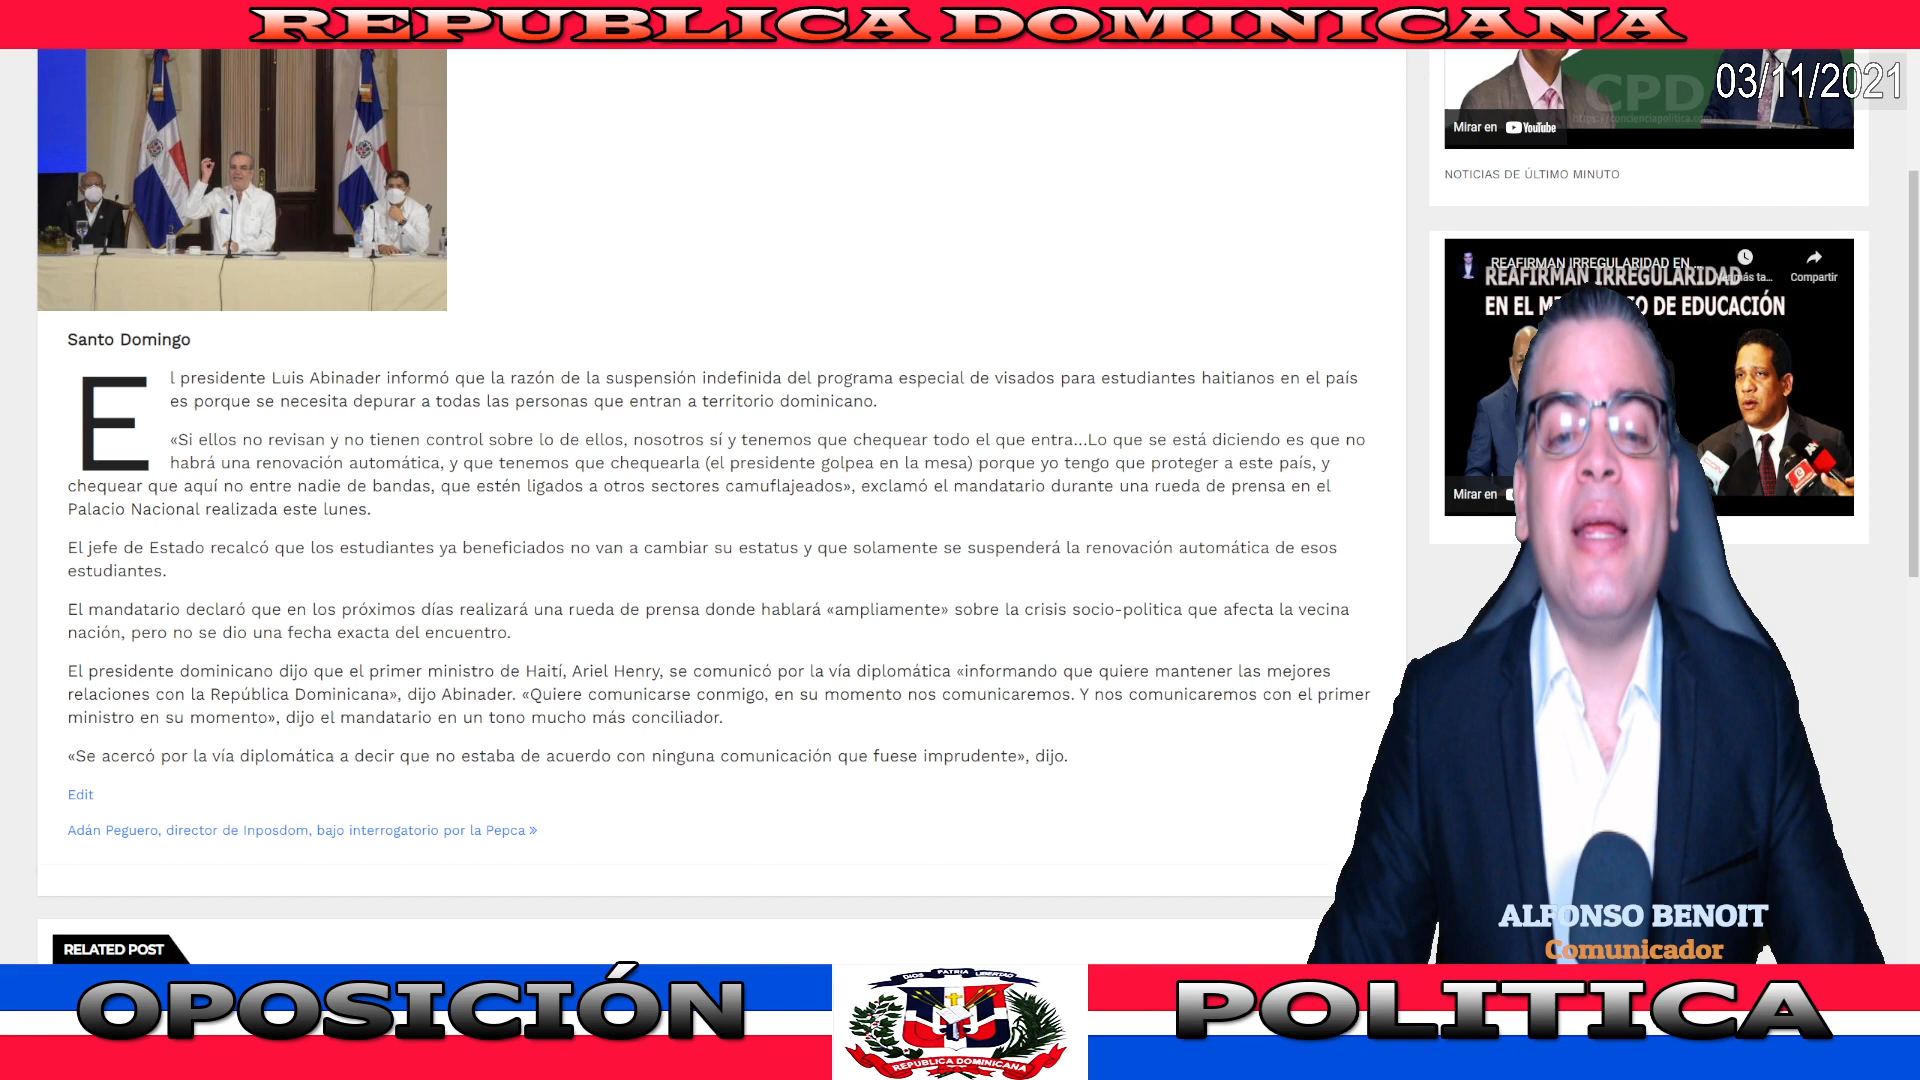 REPUBLICA DOMINICANA
03/11/2021
CPD
Mirar en YouTube
NOTICIAS DE ÚLTIMO MINUTO
REAFIRMAN IRREGULARIDAD EN ...
Compartir
REAFIRMAN IRREGULARIDAD
EN EL DE EDUCACIÓN
Mirar en
Santo Domingo
El presidente Luis Abinader informó que la razón de la suspensión indefinida del programa especial de visados para estudiantes haitianos en el país
es porque se necesita depurar a todas las personas que entran a territorio dominicano.
«Si ellos no revisan y no tienen control sobre lo de ellos, nosotros sí y tenemos que chequear todo el que entra...Lo que se está diciendo es que no
habrá una renovación automática, y que tenemos que chequearla (el presidente golpea en la mesa) porque yo tengo que proteger a este país, y
chequear que aquí no entre nadie de bandas, que estén ligados a otros sectores camuflajeados», exclamó el mandatario durante una rueda de prensa en el
Palacio Nacional realizada este lunes.
El jefe de Estado recalcó que los estudiantes ya beneficiados no van a cambiar su estatus y que solamente se suspenderá la renovación automática de esos
estudiantes.
El mandatario declaró que en los próximos días realizará una rueda de prensa donde hablará «ampliamente» sobre la crisis socio-politica que afecta la vecina
nación, pero no se dio una fecha exacta del encuentro.
El presidente dominicano dijo que el primer ministro de Haití, Ariel Henry, se comunicó por la vía diplomática «informando que quiere mantener las mejores
relaciones con la República Dominicana», dijo Abinader. «Quiere comunicarse conmigo, en su momento nos comunicaremos. Y nos comunicaremos con el primer
ministro en su momento», dijo el mandatario en un tono mucho más conciliador.
«Se acercó por la vía diplomática a decir que no estaba de acuerdo con ninguna comunicación que fuese imprudente», dijo.
Edit
Adán Peguero, director de Inposdom, bajo interrogatorio por la Pepca »
RELATED POST
ALFONSO BENOIT
Comunicador
OPOSICIÓN
DIOS PATRIA LIBERTAD
REPUBLICA DOMINICANA
POLITICA